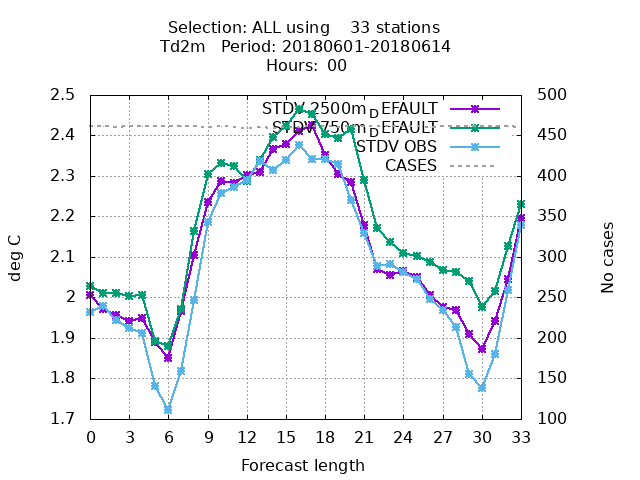 Selection: ALL using    33 stations
Td2m   Period: 20180601-20180614
Hours: 00
STDV 2500m_DEFAULT
STDV 750m_DEFAULT
STDV OBS
CASES
2.5
2.4
2.3
2.2
2.1
2
1.9
1.8
1.7
500
450
400
350
300
250
200
150
100
deg C
No cases
0 3 6 9 12 15 18 21 24 27 30 33
Forecast length